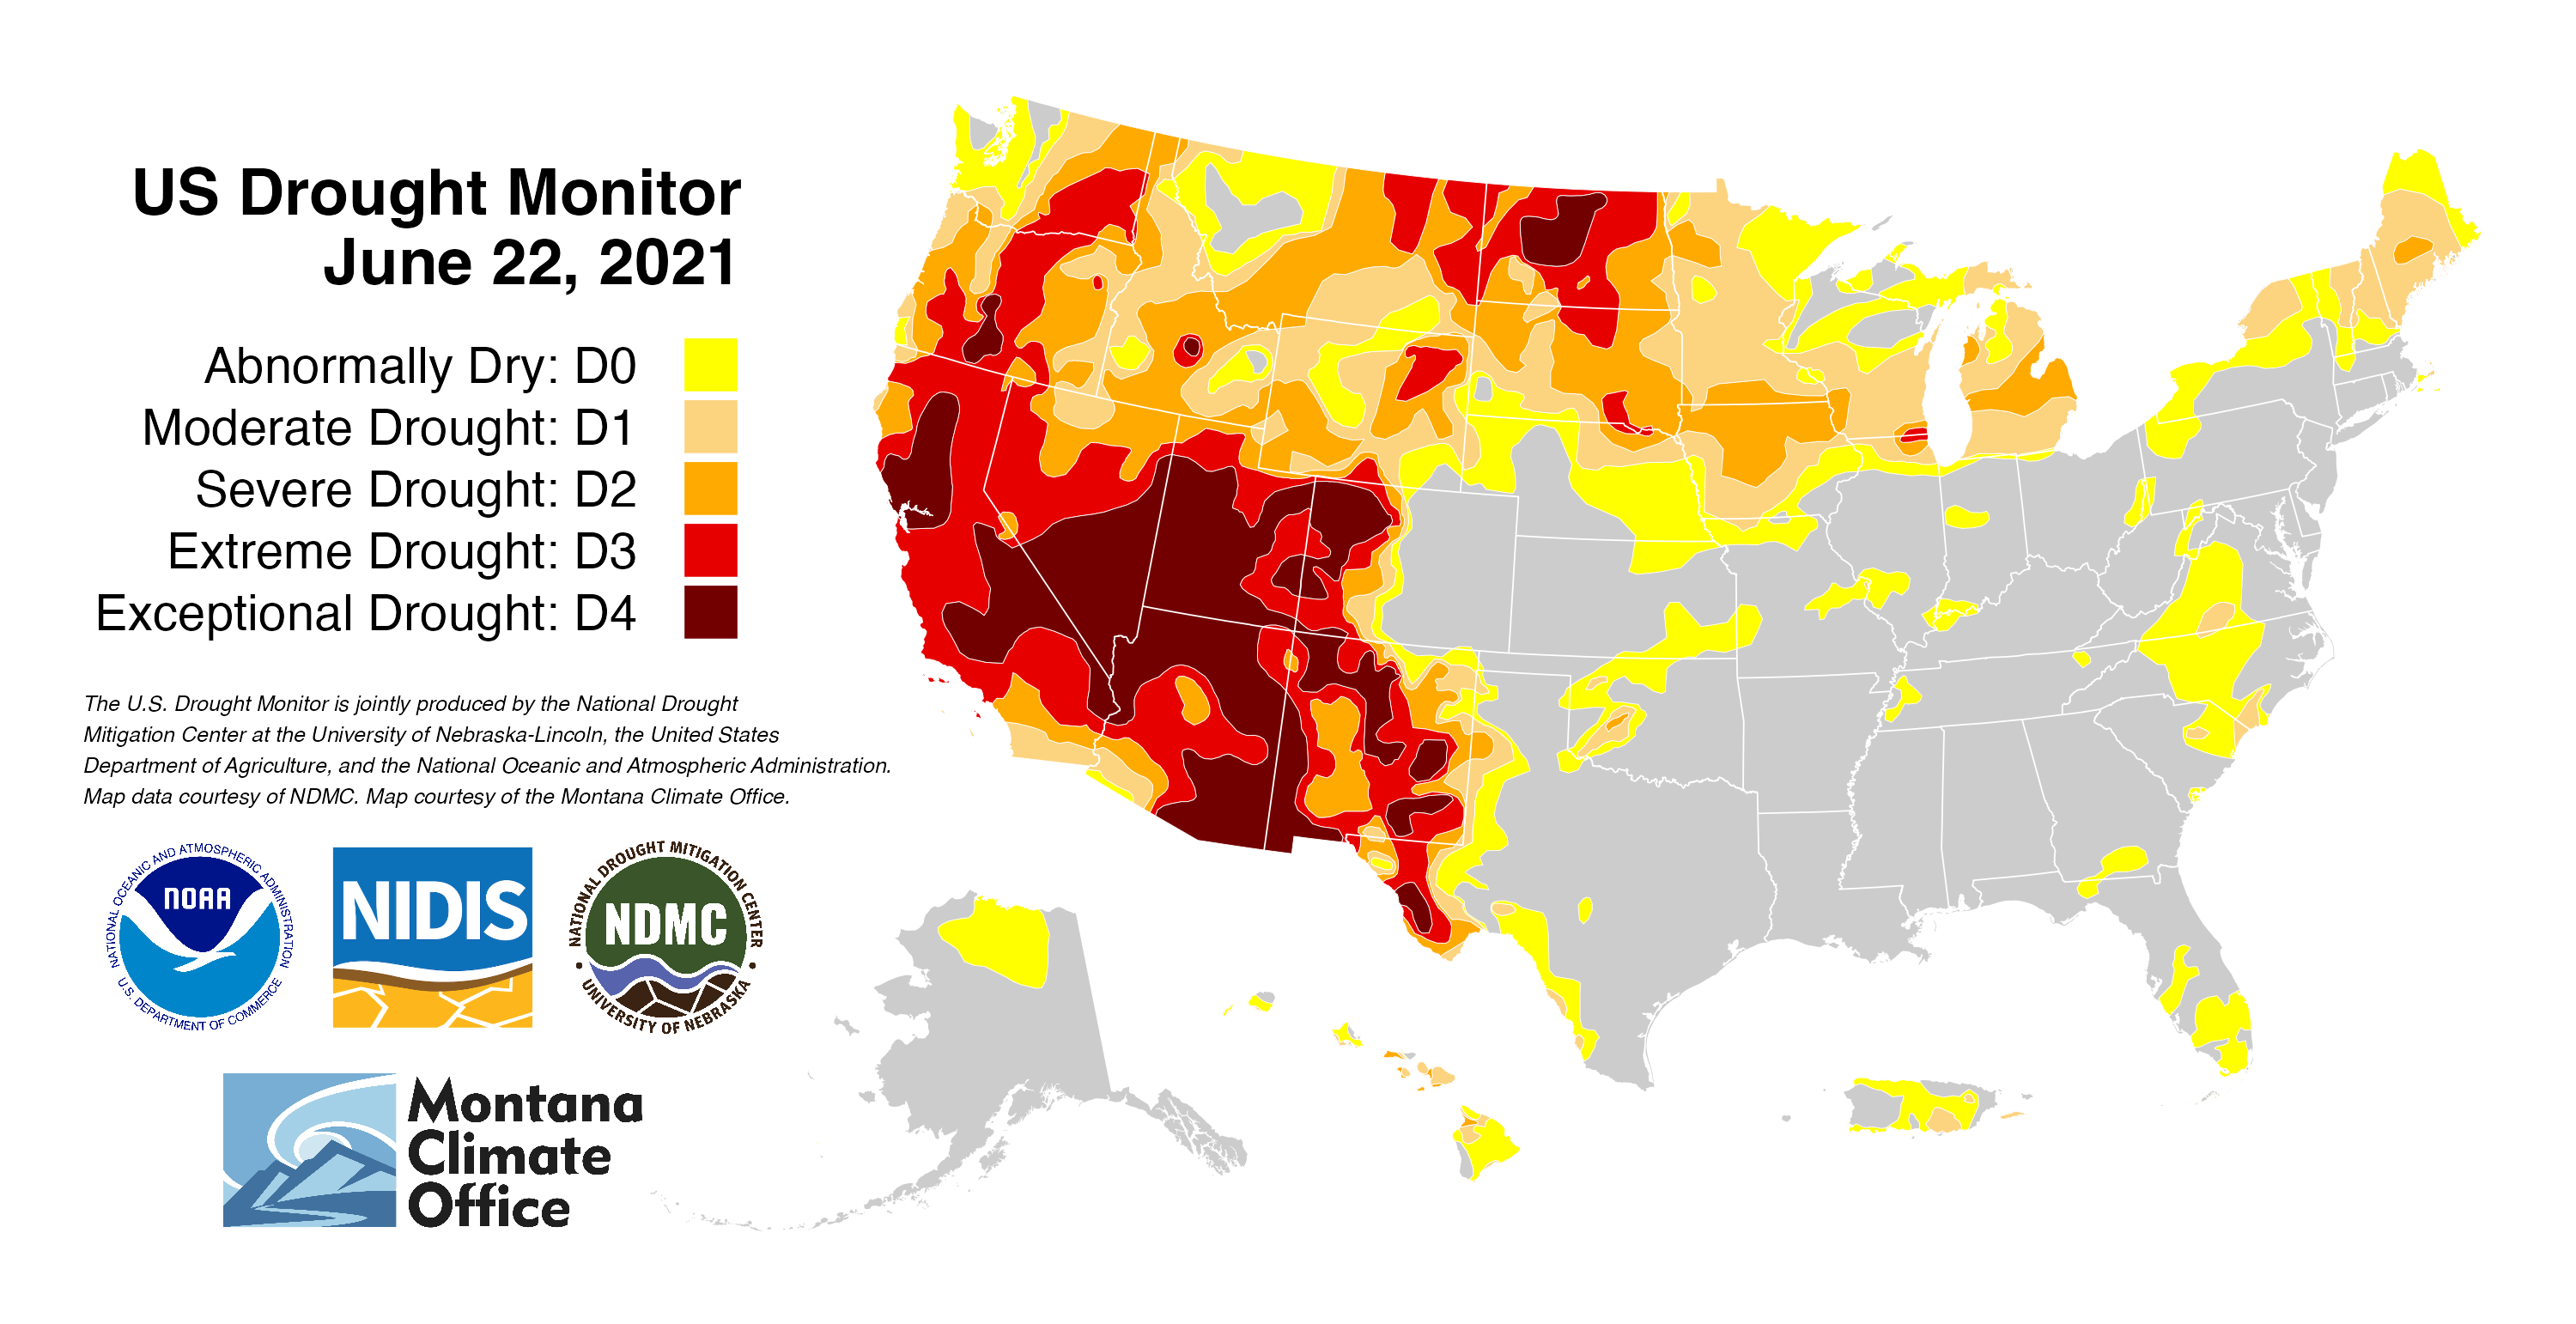 US Drought Monitor
June 22, 2021
Abnormally Dry: D0
Moderate Drought: D1
Severe Drought: D2
Extreme Drought: D3
Exceptional Drought: D4
The U.S. Drought Monitor is jointly produced by the National Drought
Mitigation Center at the University of Nebraska-Lincoln, the United States
Department of Agriculture, and the National Oceanic and Atmospheric Administration.
Map data courtesy of NDMC. Map courtesy of the Montana Climate Office.
NATIONAL OCEANIC AND ATMOSPHERIC ADMINISTRATION
NOAA
U.S. DEPARTMENT OF COMMERCE
NIDIS
NATIONAL DROUGHT MITIGATION CENTER
NDMC
UNIVERSITY OF NEBRASKA
Montana
Climate
Office